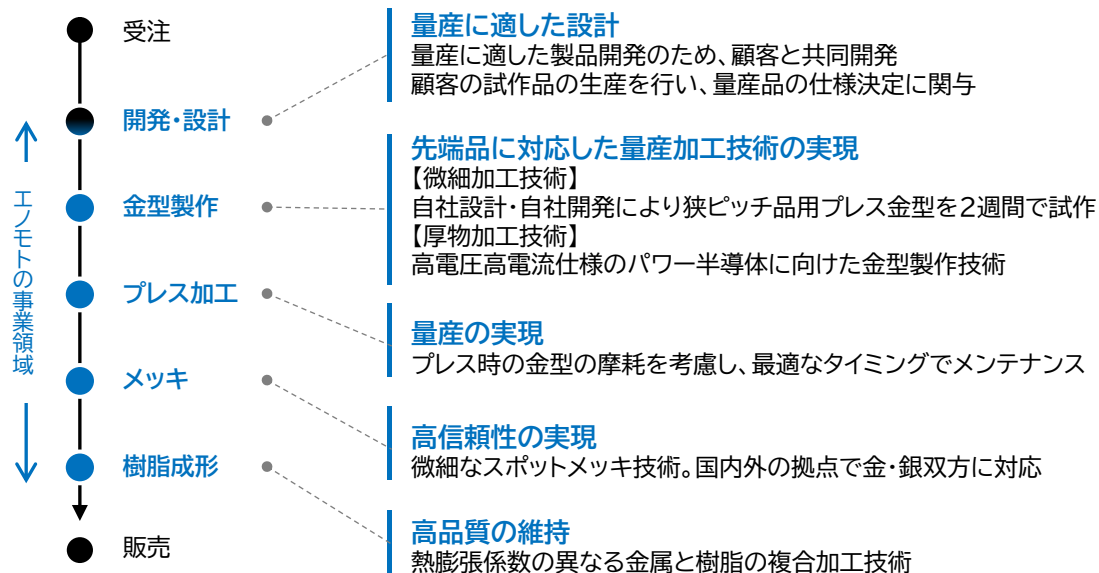 受注
開発・設計
金型製作
プレス加工
メッキ
樹脂成形
販売
エノモトの事業領域
量産に適した設計
量産に適した製品開発のため、顧客と共同開発
顧客の試作品の生産を行い、量産品の仕様決定に関与
先端品に対応した量産加工技術の実現
【微細加工技術】
自社設計・自社開発により狭ピッチ品用プレス金型を2週間で試作
【厚物加工技術】
高電圧高電流仕様のパワー半導体に向けた金型製作技術
量産の実現
プレス時の金型の摩耗を考慮し、最適なタイミングでメンテナンス
高信頼性の実現
微細なスポットメッキ技術。国内外の拠点で金・銀双方に対応
高品質の維持
熱膨張係数の異なる金属と樹脂の複合加工技術